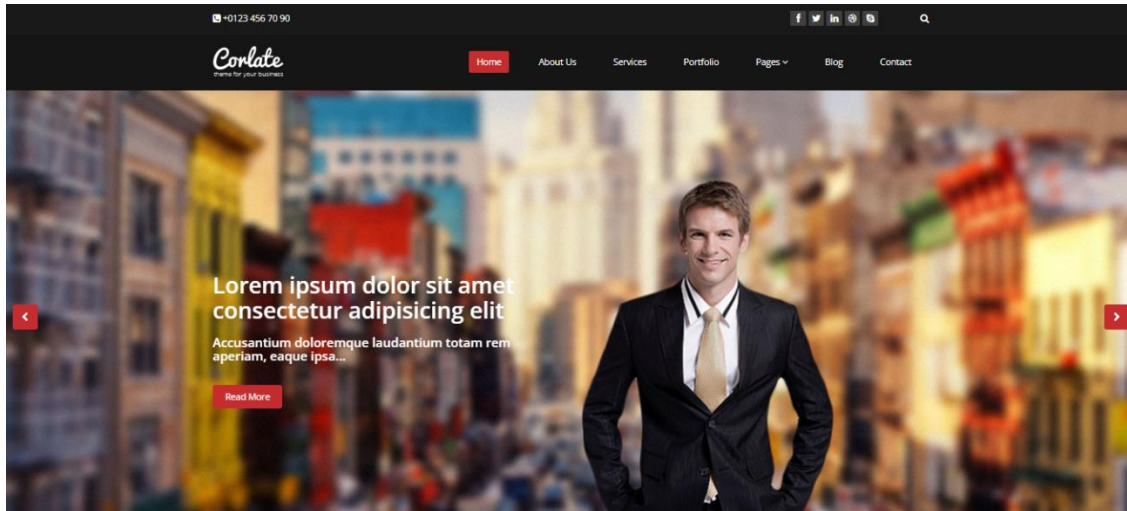 +0123 456 70 90
Corlate
theme for your business
Home About Us Services Portfolio Pages Blog Contact
Lorem ipsum dolor sit amet
consectetur adipisicing elit
Accusantium doloremque laudantium totam rem
aperiam, eaque ipsa...
Read More